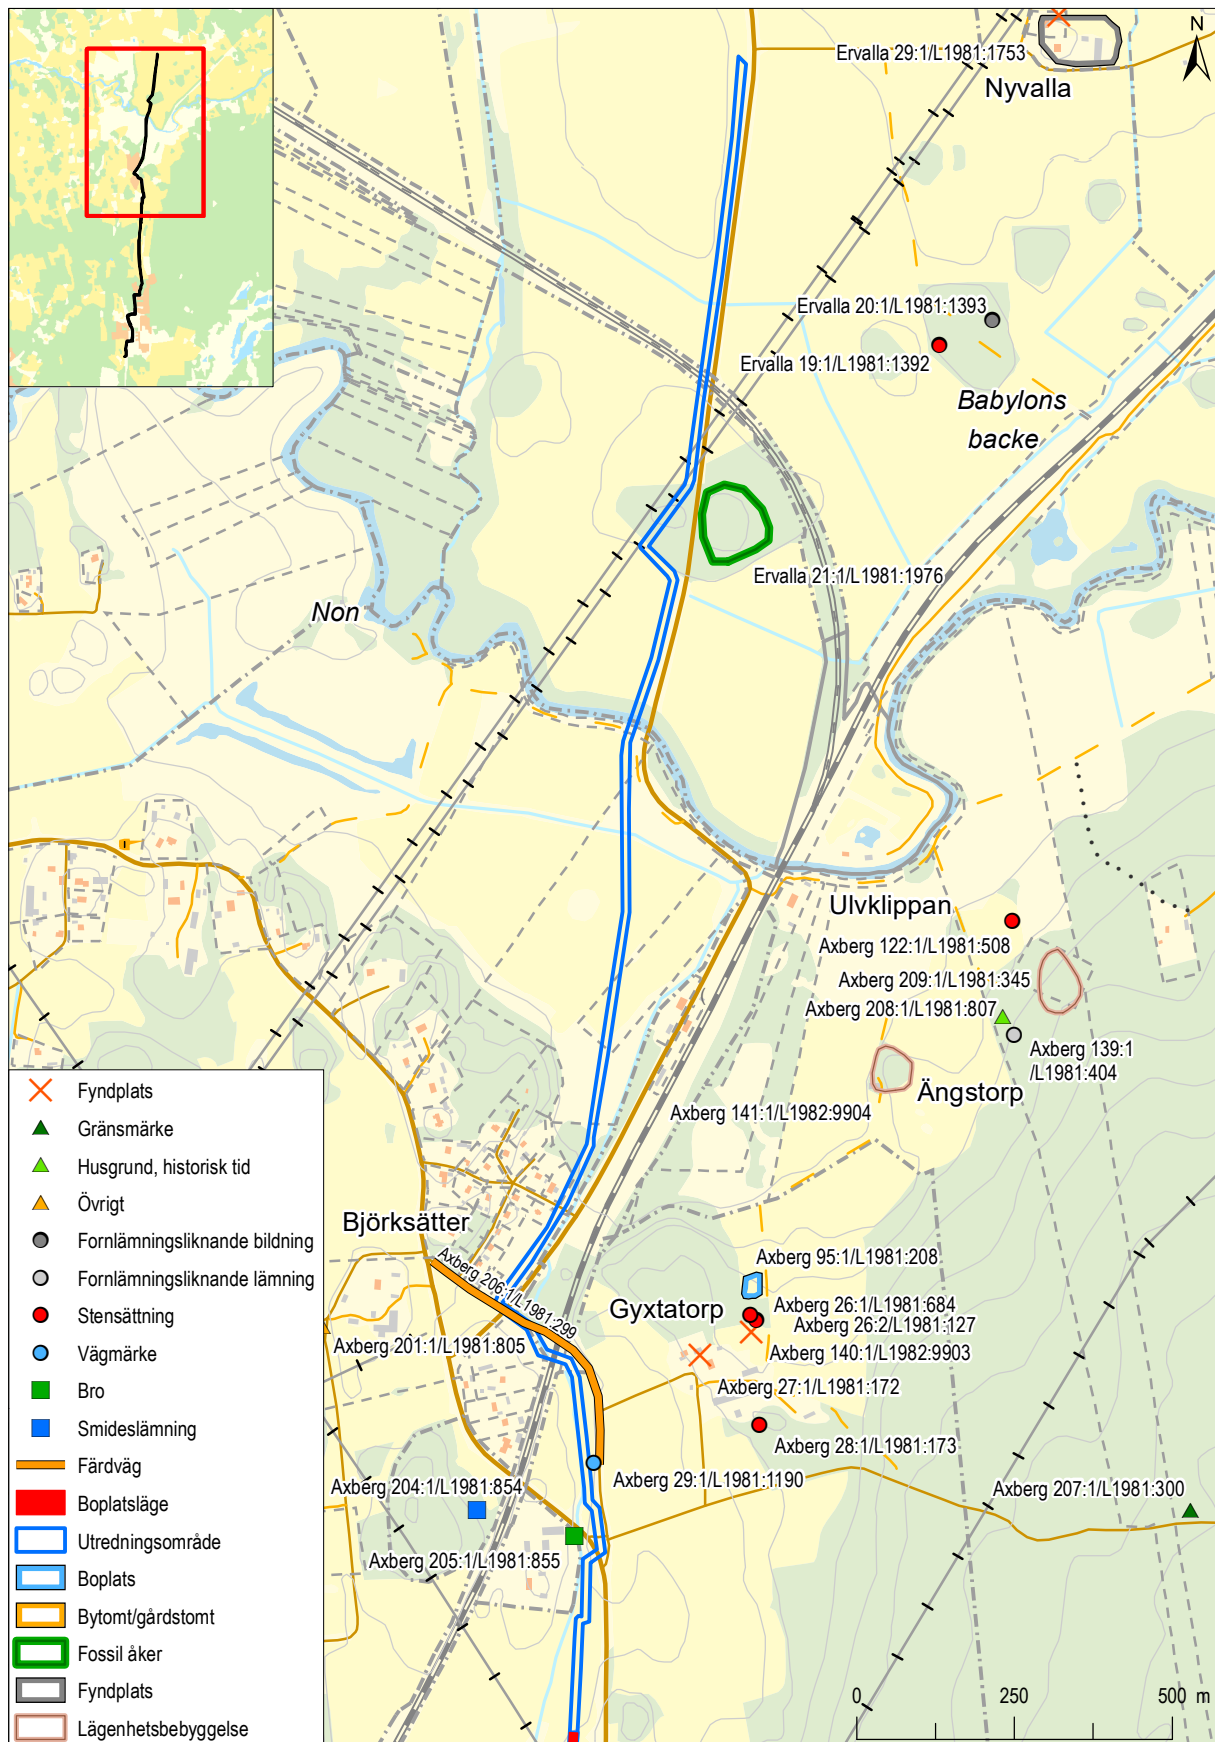 N
Ervalla 29:1/L1981:1753
Nyvalla
Ervalla 20:1/L1981:1393
Ervalla 19:1/L1981:1392
Babylons
backe
Ervalla 21:1/L1981:1976
Non
Ulvklippan
Axberg 122:1/L1981:508
Axberg 209:1/L1981:345
Axberg 208:1/L1981:807
Axberg 139:1
/L1981:404
Ängstorp
Axberg 141:1/L1982:9904
Björksätter
Axberg 206:1/L1981:299
Axberg 95:1/L1981:208
Gyxtatorp
Axberg 26:1/L1981:684
Axberg 26:2/L1981:127
Axberg 201:1/L1981:805
Axberg 140:1/L1982:9903
Axberg 27:1/L1981:172
Axberg 28:1/L1981:173
Axberg 29:1/L1981:1190
Axberg 204:1/L1981:854
Axberg 207:1/L1981:300
Axberg 205:1/L1981:855
Fyndplats
Gränsmärke
Husgrund, historisk tid
Övrigt
Fornlämningsliknande bildning
Fornlämningsliknande lämning
Stensättning
Vägmärke
Bro
Smideslämning
Färdväg
Boplatsläge
Utredningsområde
Boplats
Bytomt/gårdstomt
Fossil åker
Fyndplats
Lägenhetsbebyggelse
0 250 500 m